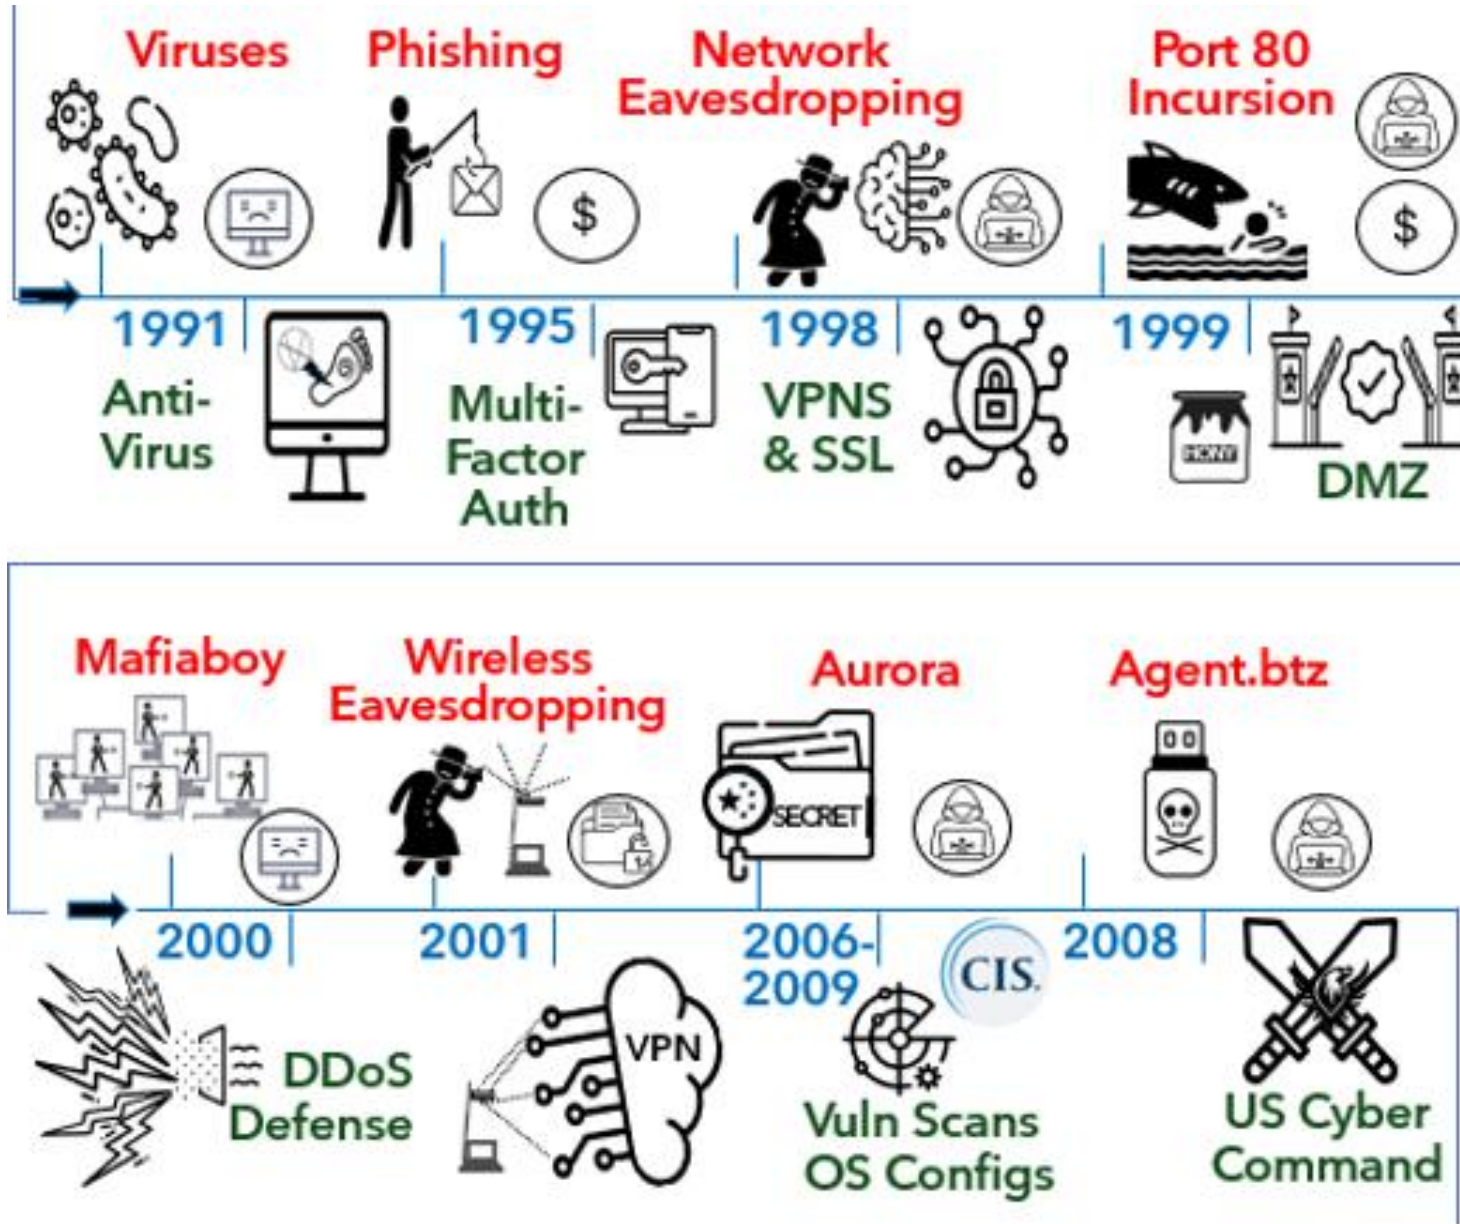 Viruses
Phishing
Network
Eavesdropping
Port 80
Incursion
$
$
1991
1995
1998
1999
Anti-
Virus
Multi-
Factor
Auth
VPNS
& SSL
HONY
DMZ
Mafiaboy
Wireless
Eavesdropping
Aurora
Agent.btz
SECRET
2000
2001
2006-
2009
2008
CIS.
DDoS
Defense
VPN
Vuln Scans
OS Configs
US Cyber
Command